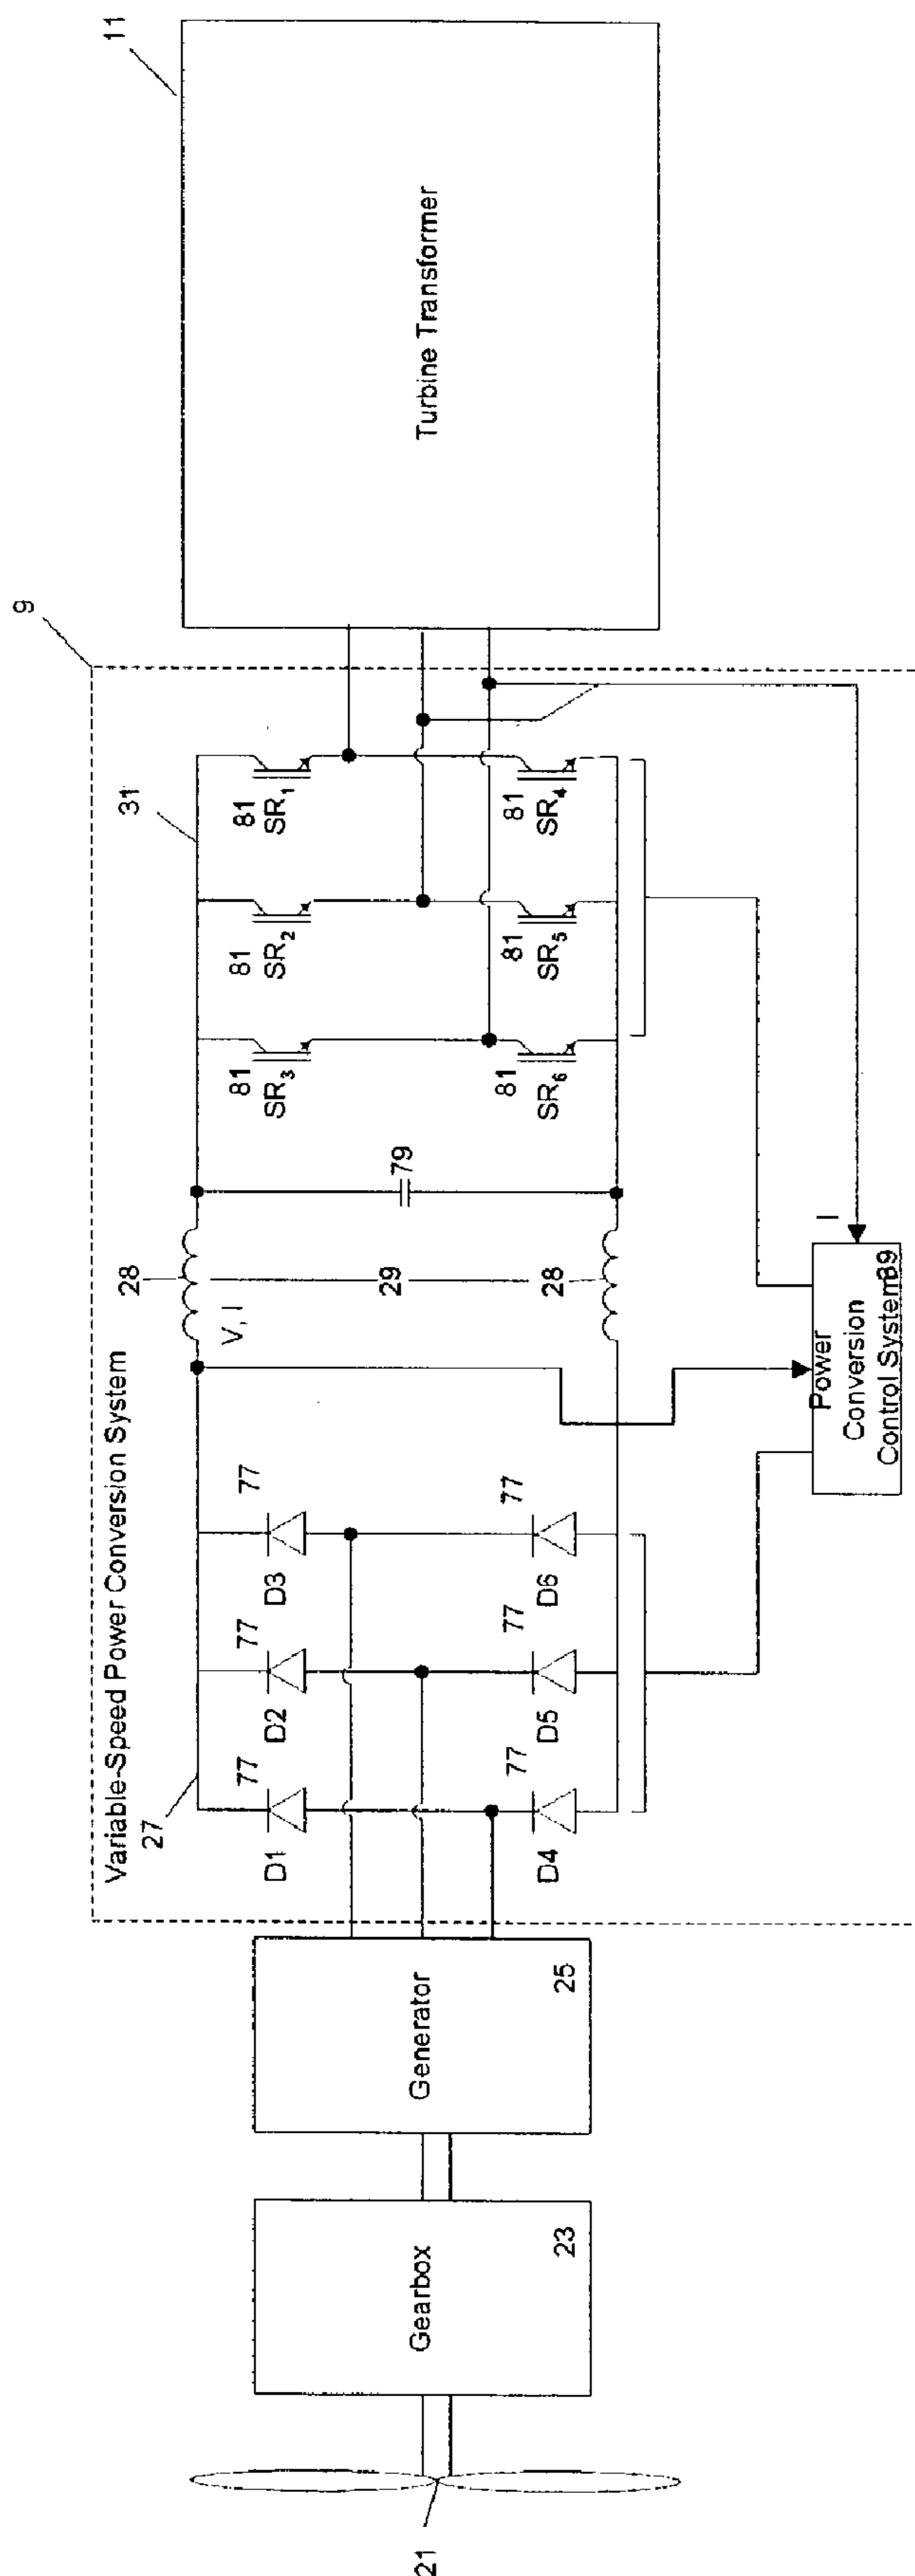 9
11
Variable-Speed Power Conversion System
27
28
31
77
77
77
81
81
81
D1
D2
D3
V, I
SR3
SR2
SR1
21
Gearbox
Generator
29
79
Turbine Transformer
23
25
77
77
77
81
81
81
D4
D5
D6
28
SR6
SR5
SR4
I
Power
Conversion
Control System